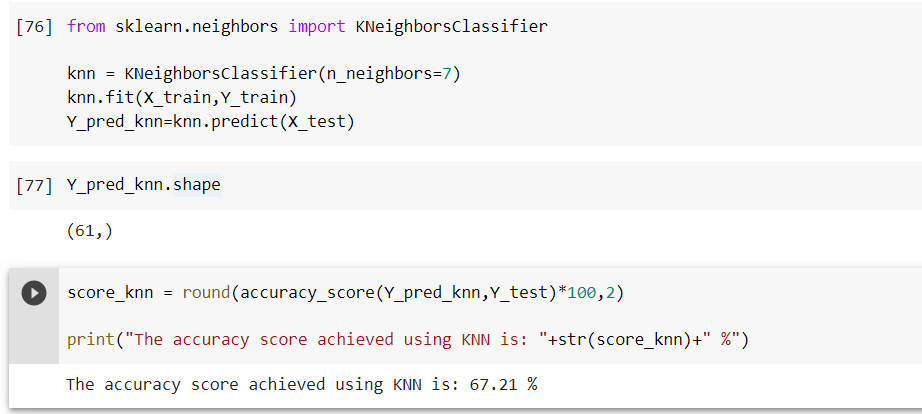 [76] from sklearn.neighbors import KNeighborsClassifier
knn = KNeighborsClassifier(n_neighbors=7)
knn.fit(X_train,Y_train)
Y_pred_knn=knn.predict(X_test)
[77] Y_pred_knn.shape
(61,)
score_knn = round(accuracy_score(Y_pred_knn,Y_test)*100,2)
print("The accuracy score achieved using KNN is: "+str(score_knn)+" %")
The accuracy score achieved using KNN is: 67.21 %